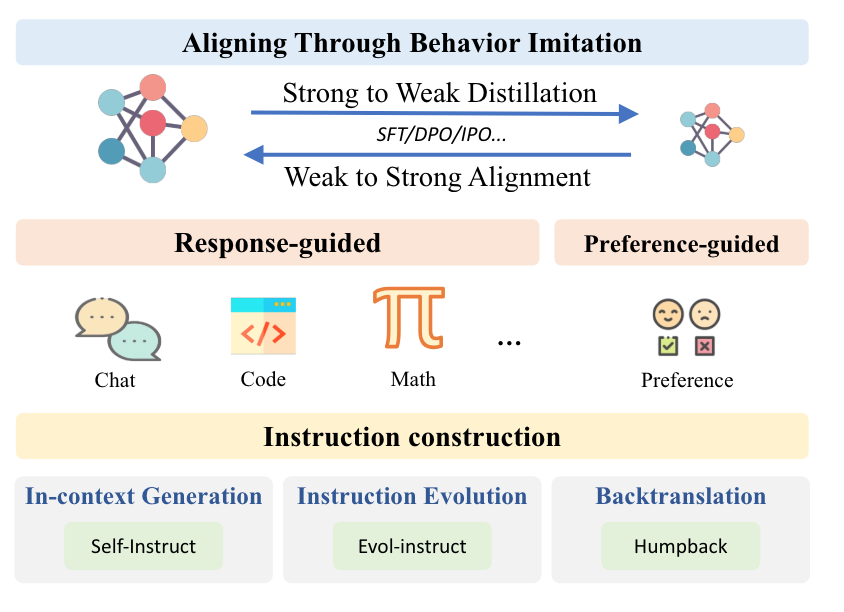 Aligning Through Behavior Imitation
Strong to Weak Distillation
SFT/DPO/IPO...
Weak to Strong Alignment
Response-guided
Preference-guided
</>
π
...
Chat
Code
Math
Preference
Instruction construction
In-context Generation
Instruction Evolution
Backtranslation
Self-Instruct
Evol-instruct
Humpback